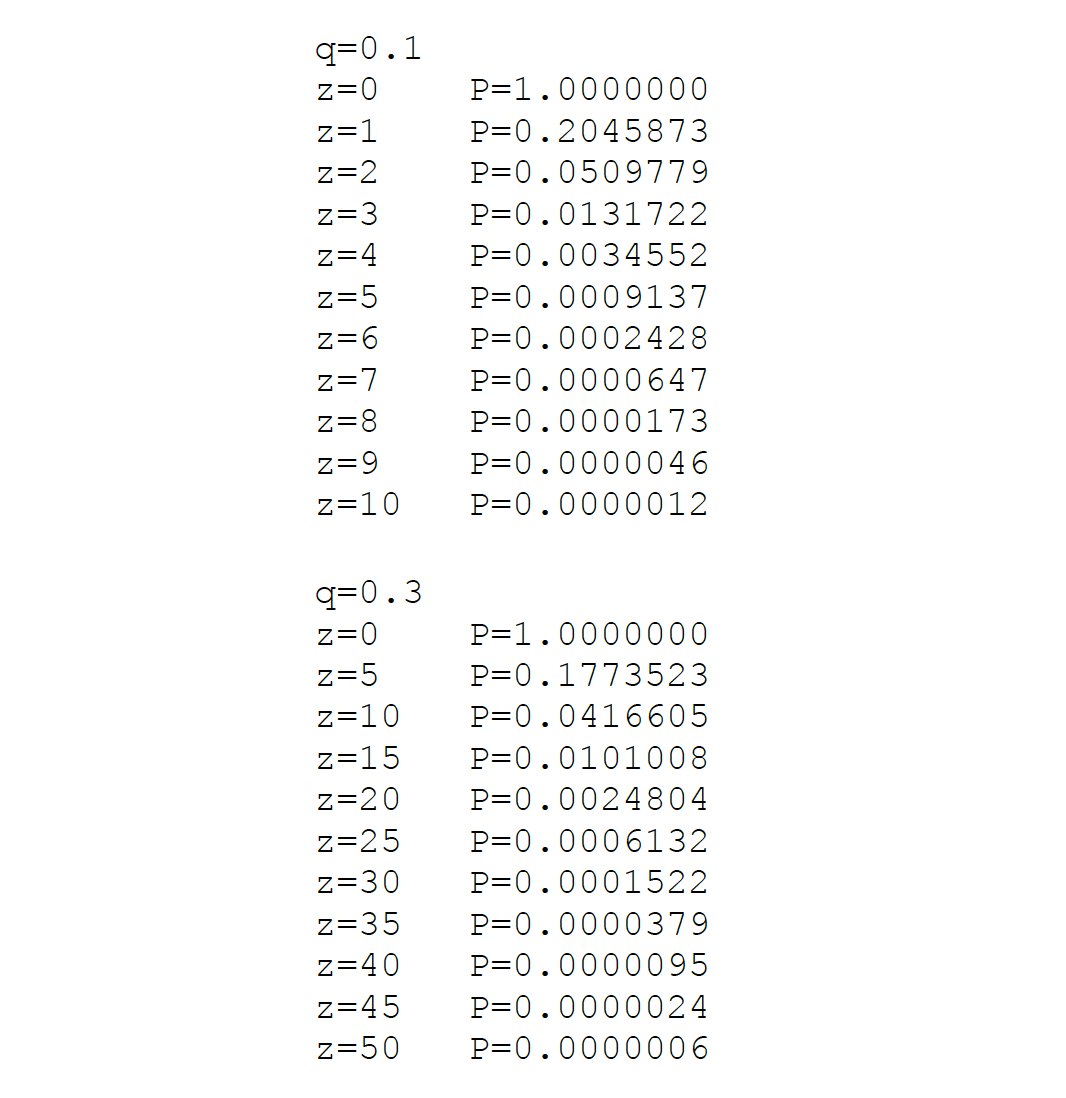 q=0.1
z=0 P=1.0000000
z=1 P=0.2045873
z=2 P=0.0509779
z=3 P=0.0131722
z=4 P=0.0034552
z=5 P=0.0009137
z=6 P=0.0002428
z=7 P=0.0000647
z=8 P=0.0000173
z=9 P=0.0000046
z=10 P=0.0000012
q=0.3
z=0 P=1.0000000
z=5 P=0.1773523
z=10 P=0.0416605
z=15 P=0.0101008
z=20 P=0.0024804
z=25 P=0.0006132
z=30 P=0.0001522
z=35 P=0.0000379
z=40 P=0.0000095
z=45 P=0.0000024
z=50 P=0.0000006